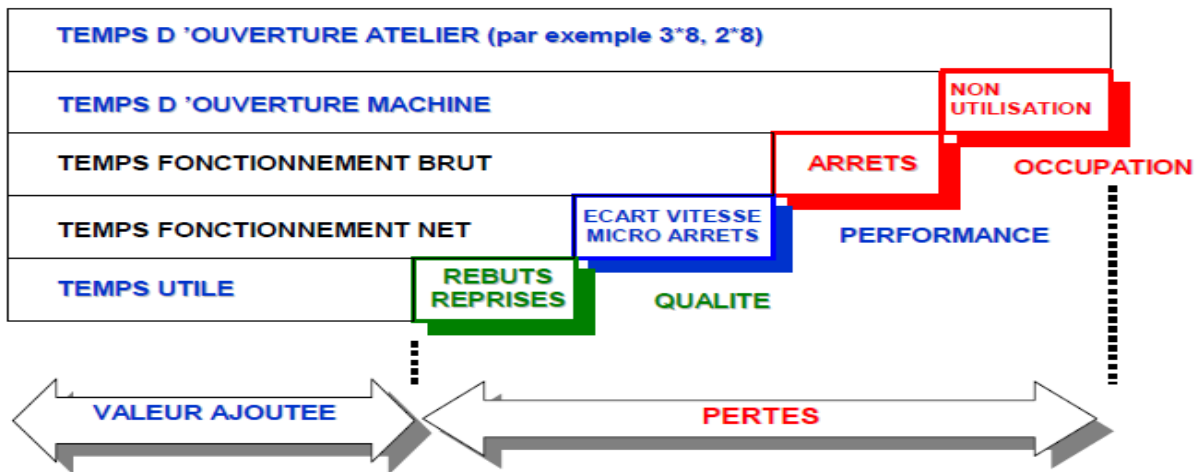 TEMPS D 'OUVERTURE ATELIER (par exemple 3*8, 2*8)
TEMPS D 'OUVERTURE MACHINE
NON
UTILISATION
TEMPS FONCTIONNEMENT BRUT
ARRETS
OCCUPATION
TEMPS FONCTIONNEMENT NET
ECART VITESSE
MICRO ARRETS
PERFORMANCE
TEMPS UTILE
REBUTS
REPRISES
QUALITE
VALEUR AJOUTEE
PERTES